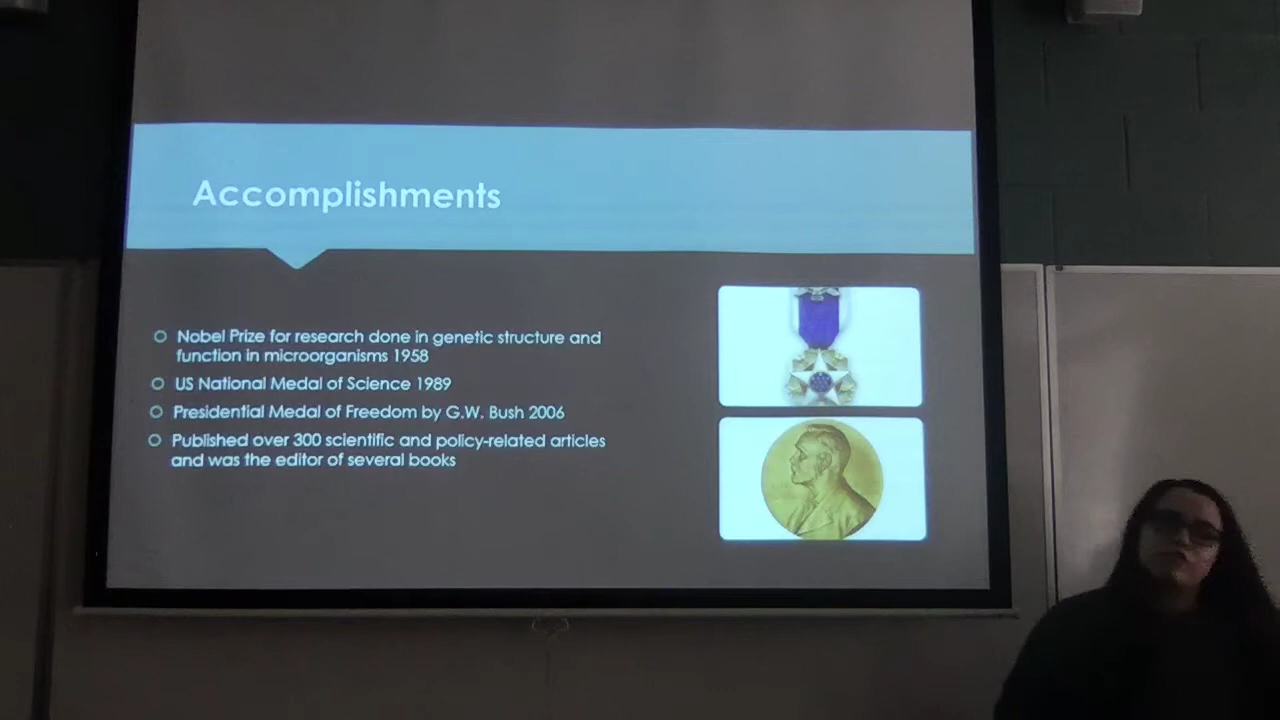 Accomplishments
Nobel Prize for research done in genetic structure and
function in microorganisms 1958
US National Medal of Science 1989
Presidential Medal of Freedom by G.W. Bush 2006
Published over 300 scientific and policy-related articles
and was the editor of several books